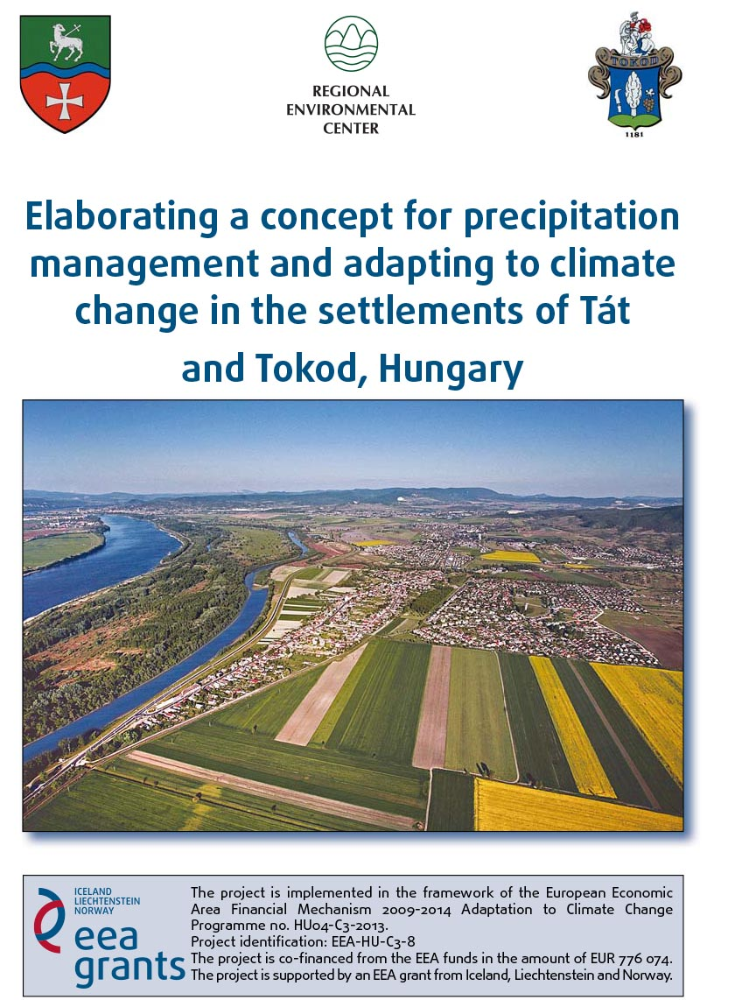 REGIONAL
ENVIRONMENTAL
CENTER
TOKOD
1181
Elaborating a concept for precipitation
management and adapting to climate
change in the settlements of Tát
and Tokod, Hungary
ICELAND
LIECHTENSTEIN
NORWAY
eea
grants
The project is implemented in the framework of the European Economic
Area Financial Mechanism 2009-2014 Adaptation to Climate Change
Programme no. HU04-C3-2013.
Project identification: EEA-HU-C3-8
The project is co-financed from the EEA funds in the amount of EUR 776 074.
The project is supported by an EEA grant from Iceland, Liechtenstein and Norway.